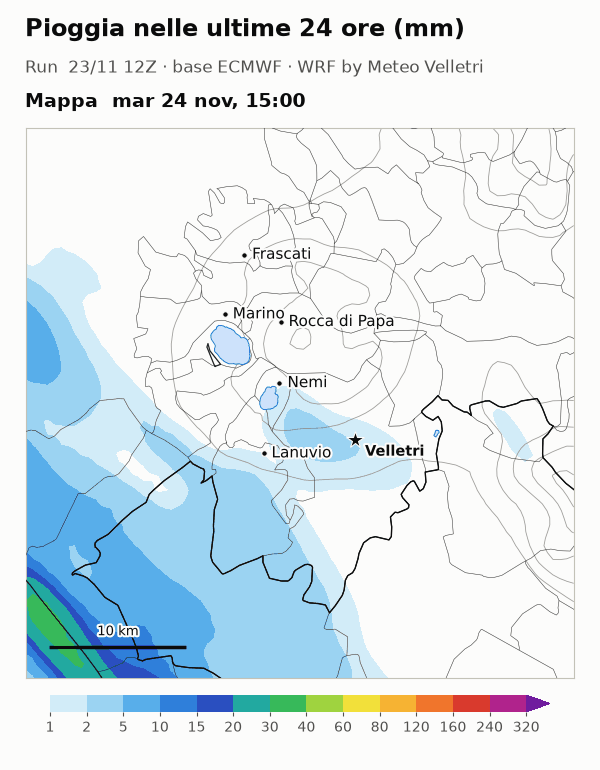 Pioggia nelle ultime 24 ore (mm)
Run  23/11 12Z · base ECMWF · WRF by Meteo Velletri
Mappa  mar 24 nov, 15:00
Frascati
Marino
Rocca di Papa
Nemi
Velletri
Lanuvio
10 km
1 2 5 10 15 20 30 40 60 80 120 160 240 320